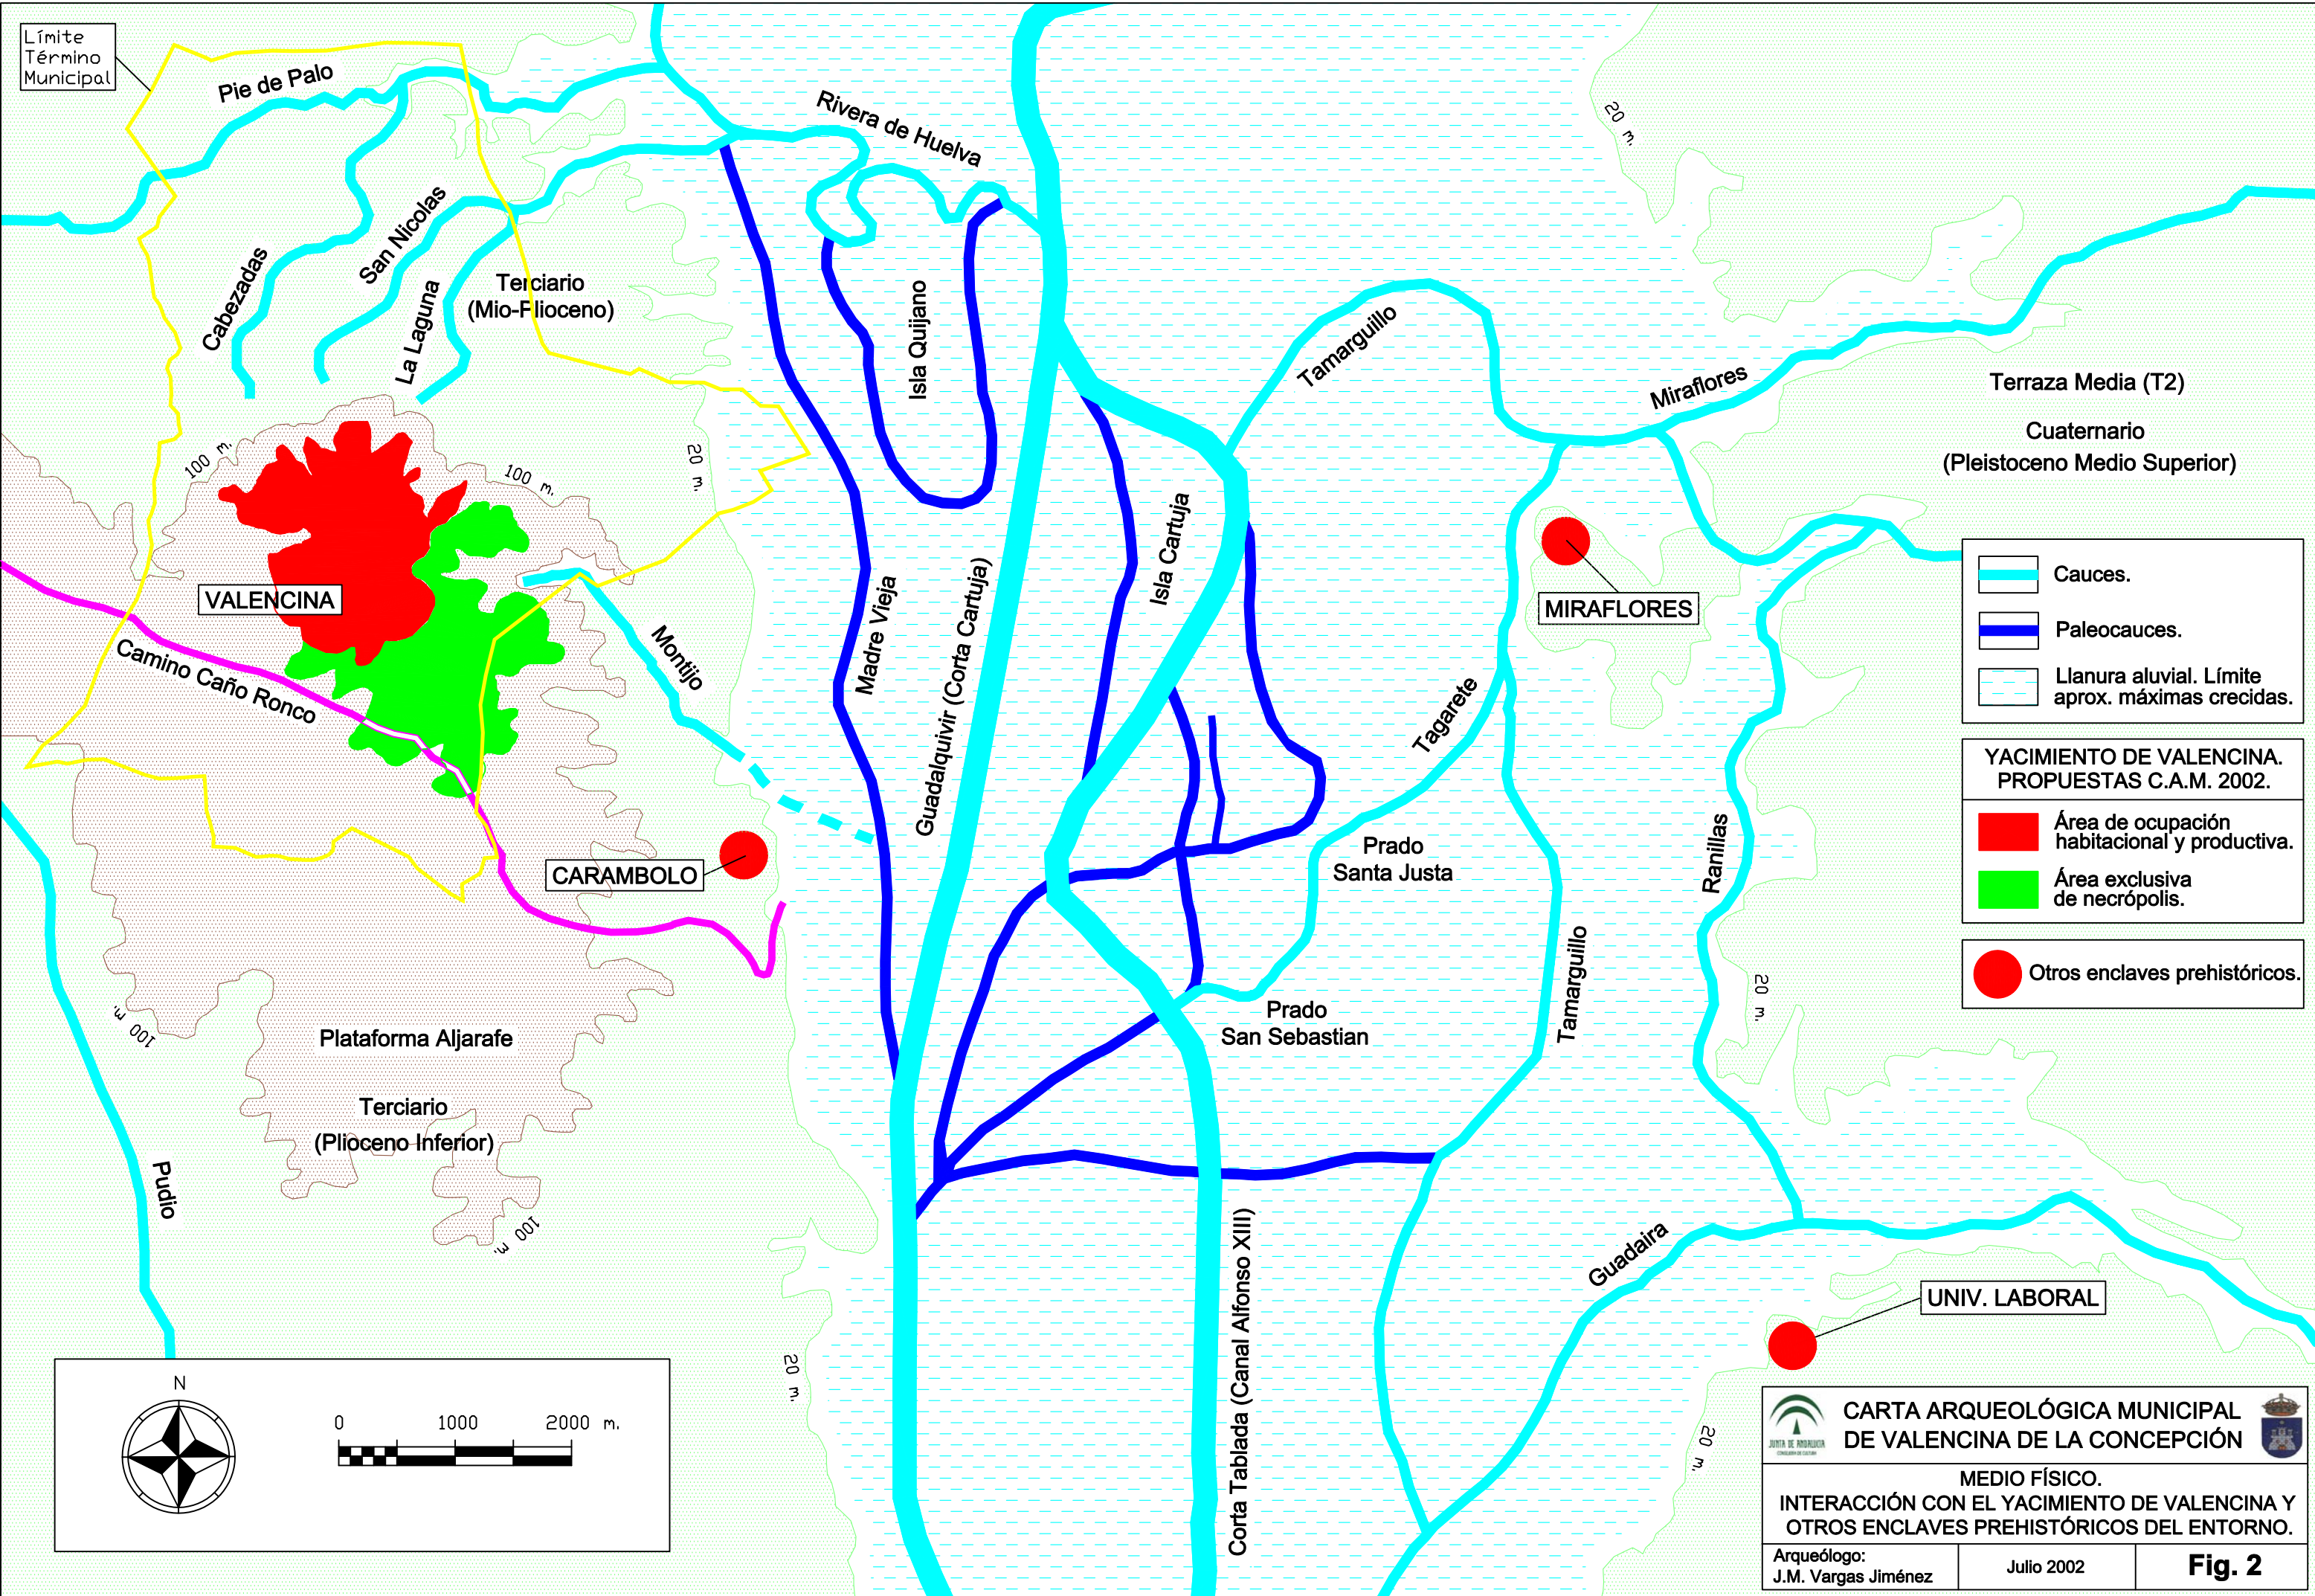 Límite
Término
Municipal
Pie de Palo
Rivera de Huelva
20 m.
Cabezadas
San Nicolas
La Laguna
Terciario
(Mio-Plioceno)
Isla Quijano
Tamarguillo
Miraflores
Terraza Media (T2)
Cuaternario
(Pleistoceno Medio Superior)
100 m.
100 m.
20 m.
Isla Cartuja
VALENCINA
MIRAFLORES
Camino Caño Ronco
Montijo
Madre Vieja
Guadalquivir (Corta Cartuja)
Tagarete
Cauces.
Paleocauces.
Llanura aluvial. Límite
aprox. máximas crecidas.
YACIMIENTO DE VALENCINA.
PROPUESTAS C.A.M. 2002.
Área de ocupación
habitacional y productiva.
Área exclusiva
de necrópolis.
Otros enclaves prehistóricos.
CARAMBOLO
Prado
Santa Justa
Ranillas
Tamarguillo
Prado
San Sebastian
20 m.
100 m.
Plataforma Aljarafe
Terciario
(Plioceno Inferior)
Pudio
100 m.
Guadaira
UNIV. LABORAL
Corta Tablada (Canal Alfonso XIII)
20 m.
20 m.
N
0 1000 2000 m.
JUNTA DE ANDALUCIA
CARTA ARQUEOLÓGICA MUNICIPAL
DE VALENCINA DE LA CONCEPCIÓN
MEDIO FÍSICO.
INTERACCIÓN CON EL YACIMIENTO DE VALENCINA Y
OTROS ENCLAVES PREHISTÓRICOS DEL ENTORNO.
Arqueólogo:
J.M. Vargas Jiménez
Julio 2002
Fig. 2